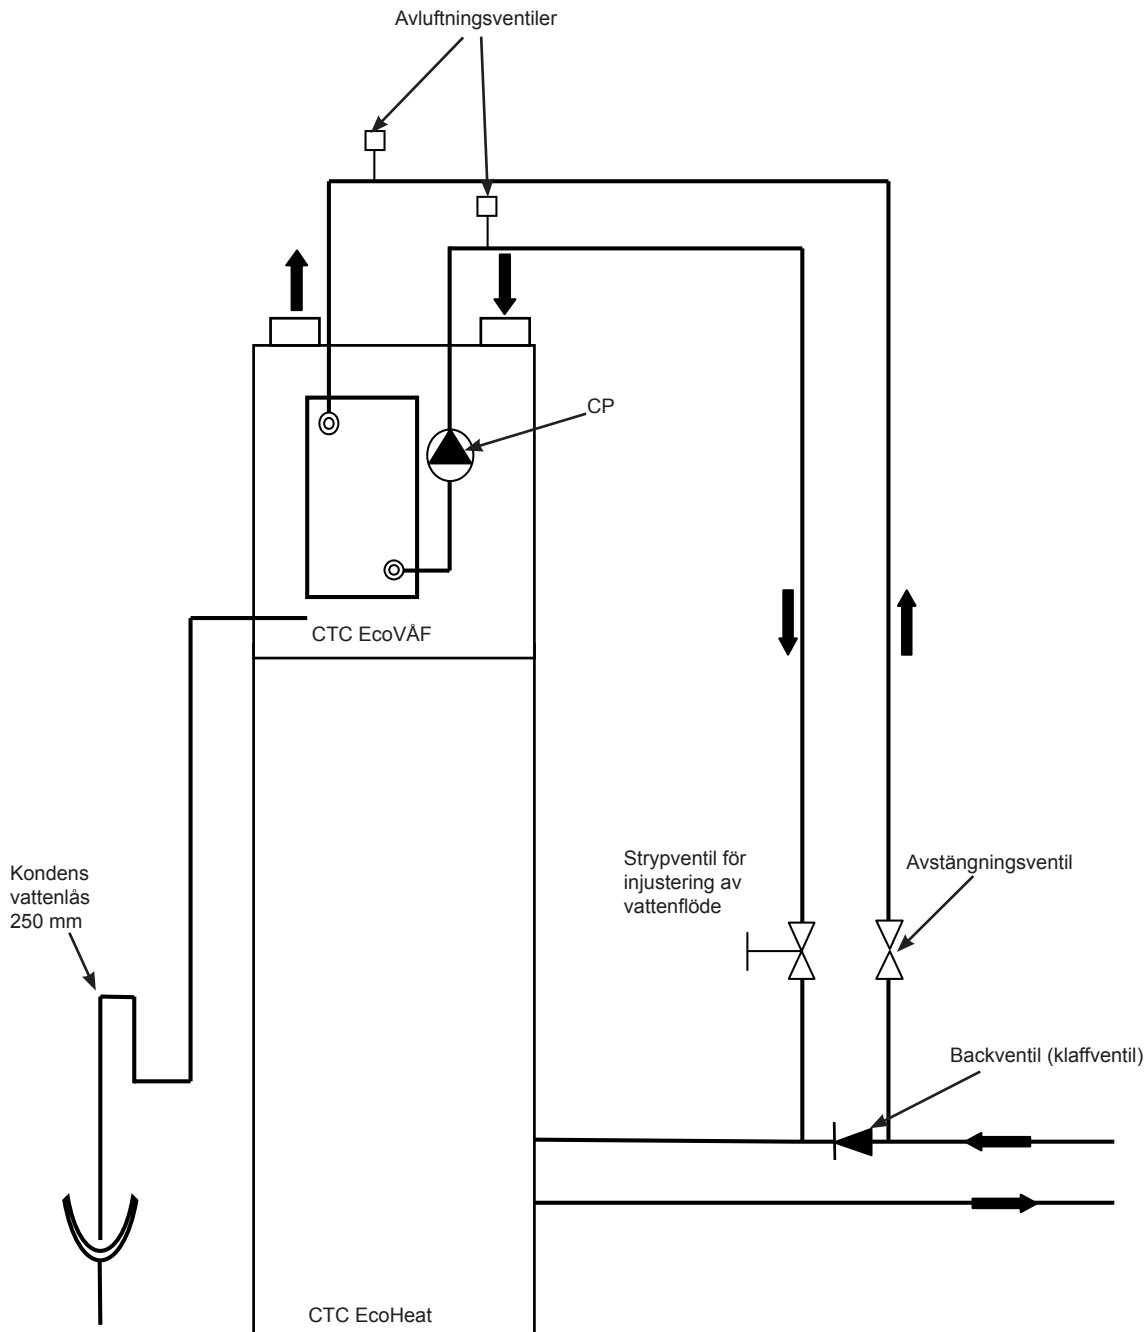 Avluftningsventiler
CP
CTC EcoVÅF
Strypventil för
injustering av
vattenflöde
Avstängningsventil
Kondens
vattenlås
250 mm
Backventil (klaffventil)
CTC EcoHeat